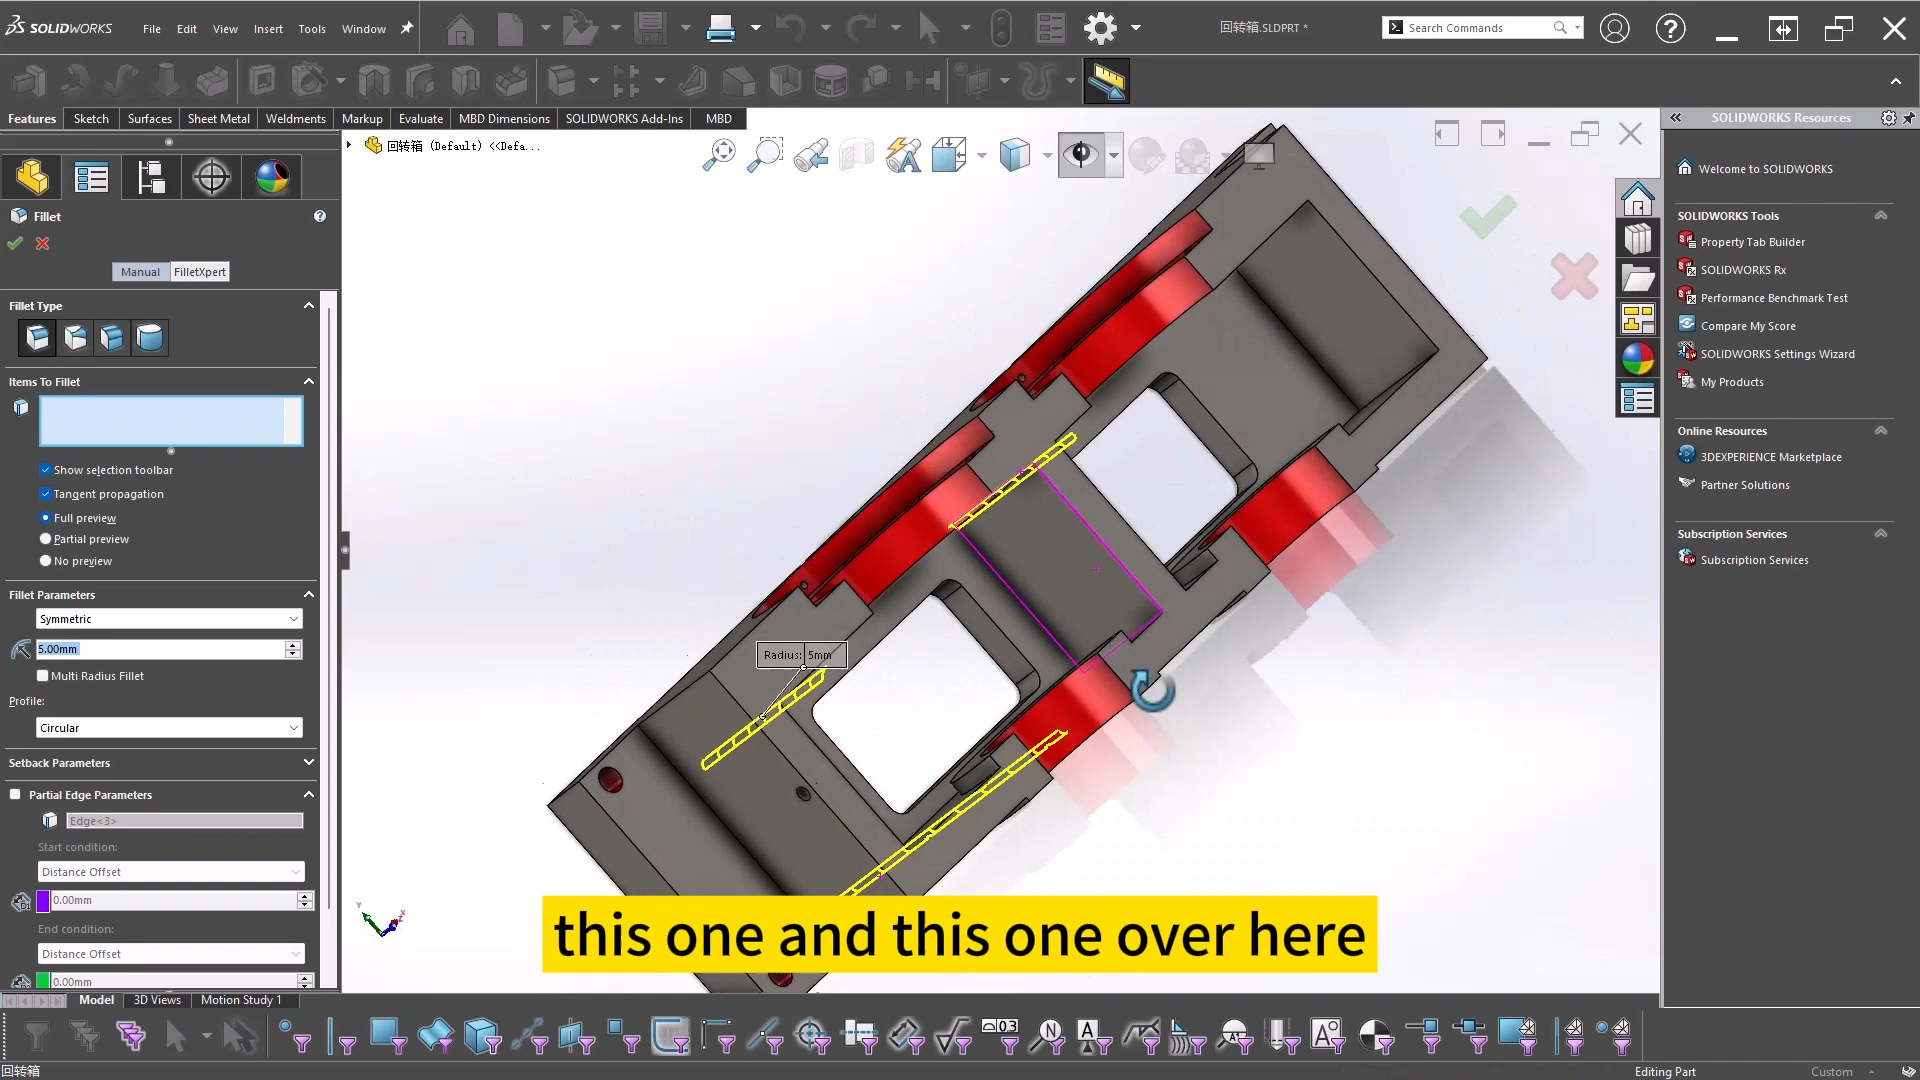 SOLIDWORKS
File
Edit
View
Insert
Tools
Window
回转箱.SLDPRT *
Search Commands
Features
Sketch
Surfaces
Sheet Metal
Weldments
Markup
Evaluate
MBD Dimensions
SOLIDWORKS Add-Ins
MBD
回转箱 (Default) <<Defa...
Fillet
Manual
FilletXpert
Fillet Type
Items To Fillet
Show selection toolbar
Tangent propagation
Full preview
Partial preview
No preview
Fillet Parameters
Symmetric
5.00mm
Multi Radius Fillet
Profile:
Circular
Setback Parameters
Partial Edge Parameters
Edge<3>
Start condition:
Distance Offset
0.00mm
End condition:
Distance Offset
0.00mm
Radius: 5mm
this one and this one over here
SOLIDWORKS Resources
Welcome to SOLIDWORKS
SOLIDWORKS Tools
Property Tab Builder
SOLIDWORKS Rx
Performance Benchmark Test
Compare My Score
SOLIDWORKS Settings Wizard
My Products
Online Resources
3DEXPERIENCE Marketplace
Partner Solutions
Subscription Services
Subscription Services
Model
3D Views
Motion Study 1
回转箱
Editing Part
Custom